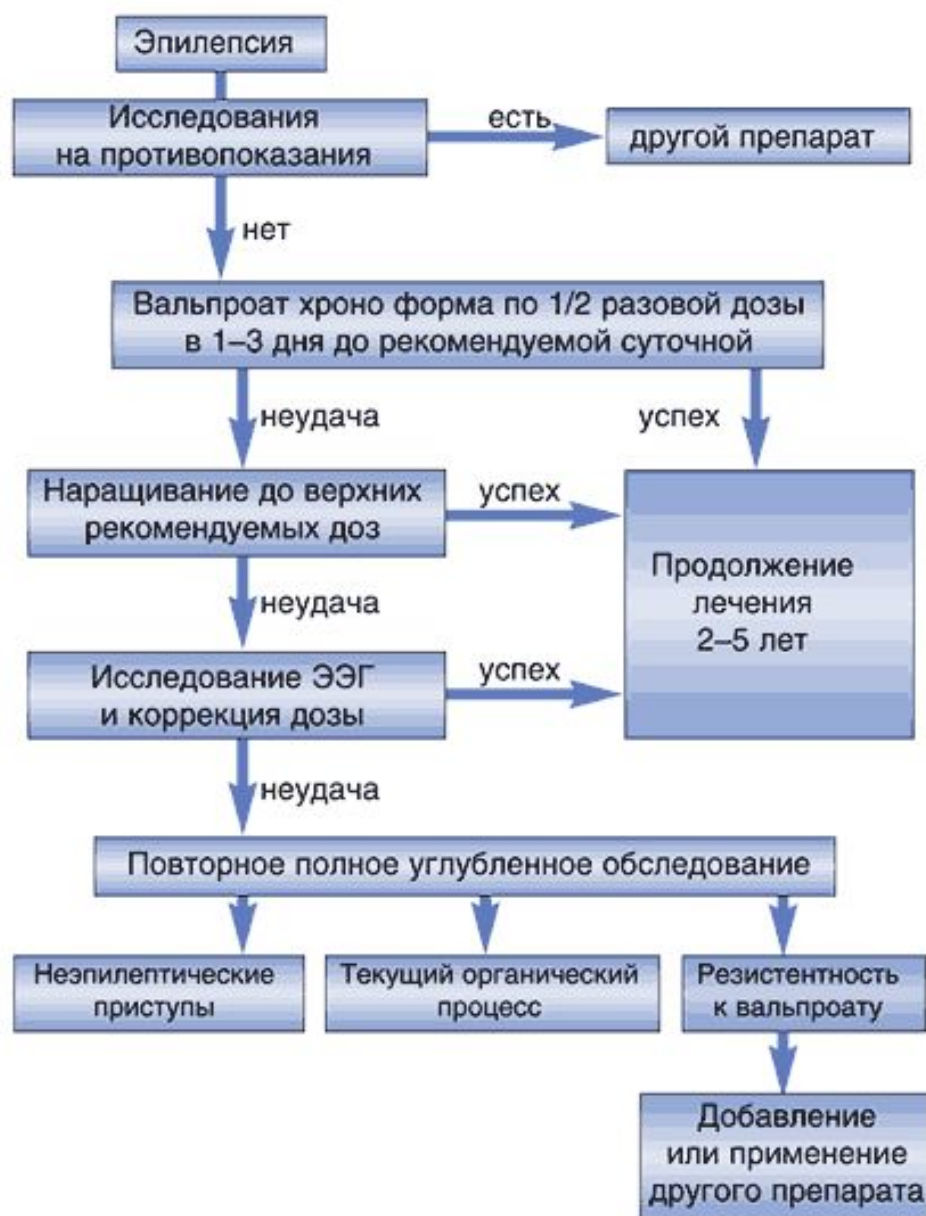 Эпилепсия
Исследования
на противопоказания
есть
другой препарат
нет
Вальпроат хроно форма по 1/2 разовой дозы
в 1–3 дня до рекомендуемой суточной
неудача
успех
Наращивание до верхних
рекомендуемых доз
успех
Продолжение
лечения
2–5 лет
неудача
Исследование ЭЭГ
и коррекция дозы
успех
неудача
Повторное полное углубленное обследование
Неэпилептические
приступы
Текущий органический
процесс
Резистентность
к вальпроату
Добавление
или применение
другого препарата